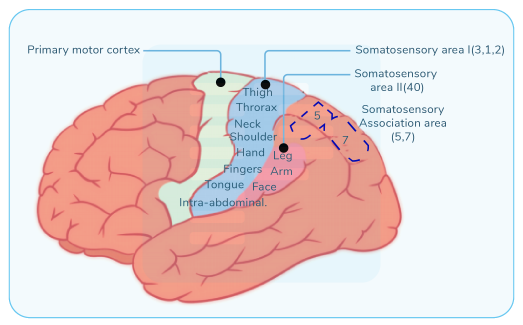 Primary motor cortex
Somatosensory area I(3,1,2)
Somatosensory
area II(40)
Somatosensory
Association area
(5,7)
Thigh
Throrax
Neck
Shoulder
Hand
Fingers
Tongue
Intra-abdominal.
Leg
Arm
Face
5
7